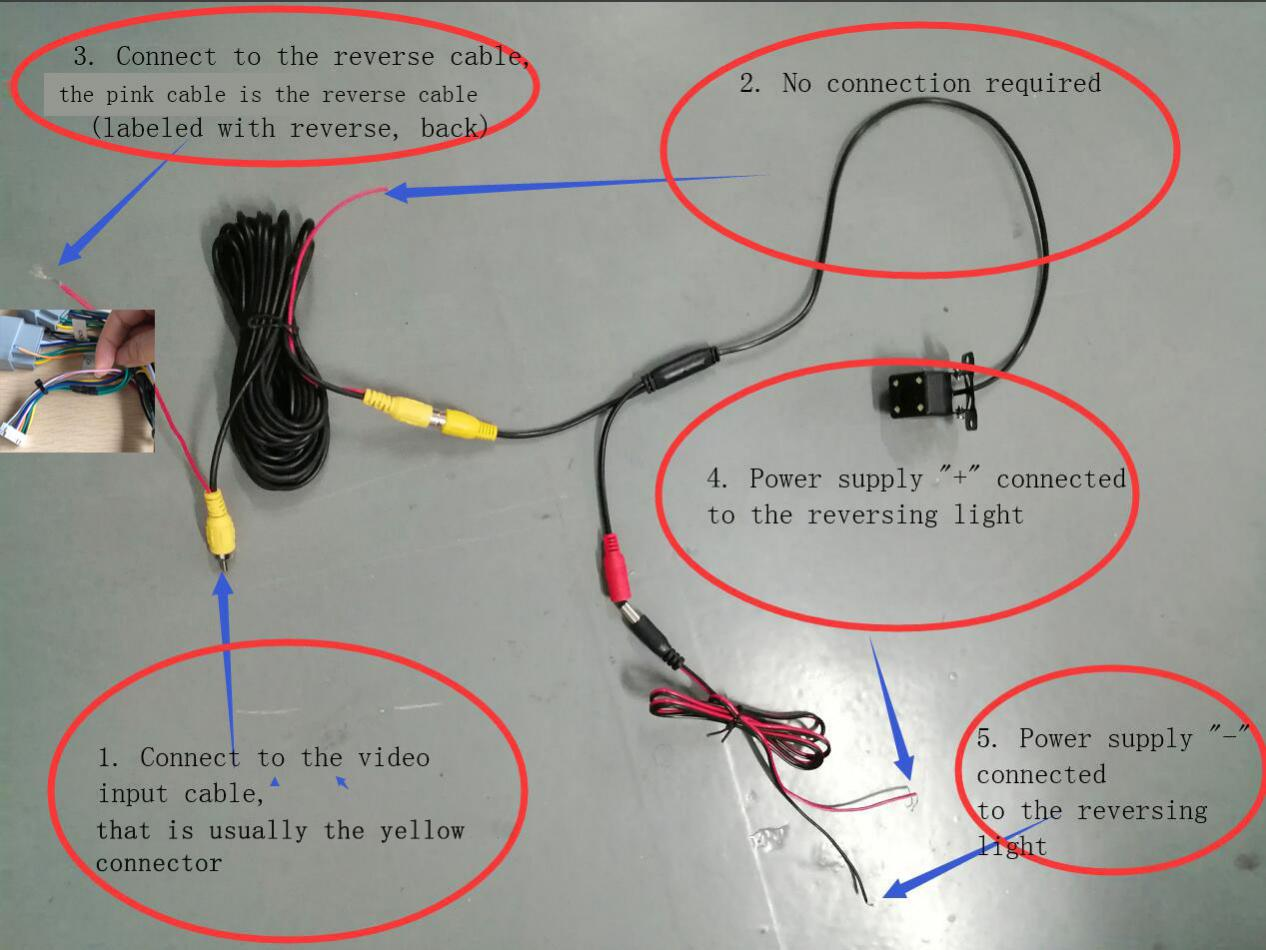 3. Connect to the reverse cable,
the pink cable is the reverse cable
(labeled with reverse, back)
2. No connection required
4. Power supply "+" connected
to the reversing light
1. Connect to the video
input cable,
that is usually the yellow
connector
5. Power supply "-"
connected
to the reversing
light